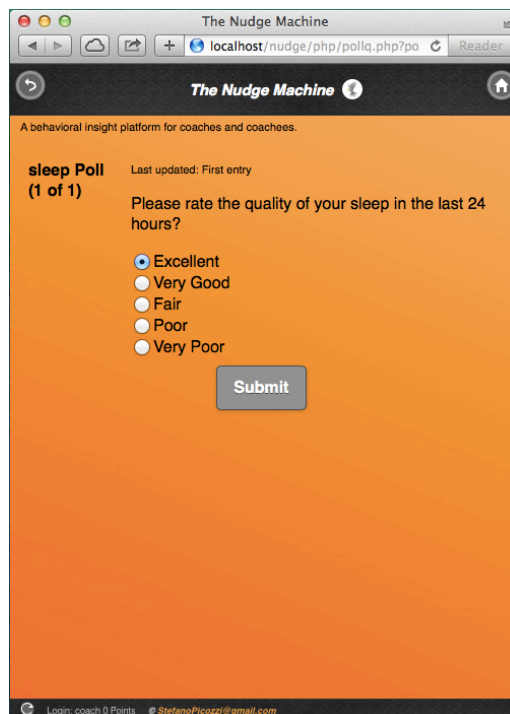 The Nudge Machine
localhost/nudge/php/pollq.php?po
Reader
The Nudge Machine
A behavioral insight platform for coaches and coachees.
sleep Poll
(1 of 1)
Last updated: First entry
Please rate the quality of your sleep in the last 24
hours?
Excellent
Very Good
Fair
Poor
Very Poor
Submit
Login: coach 0 Points © StefanoPicozzi@gmail.com